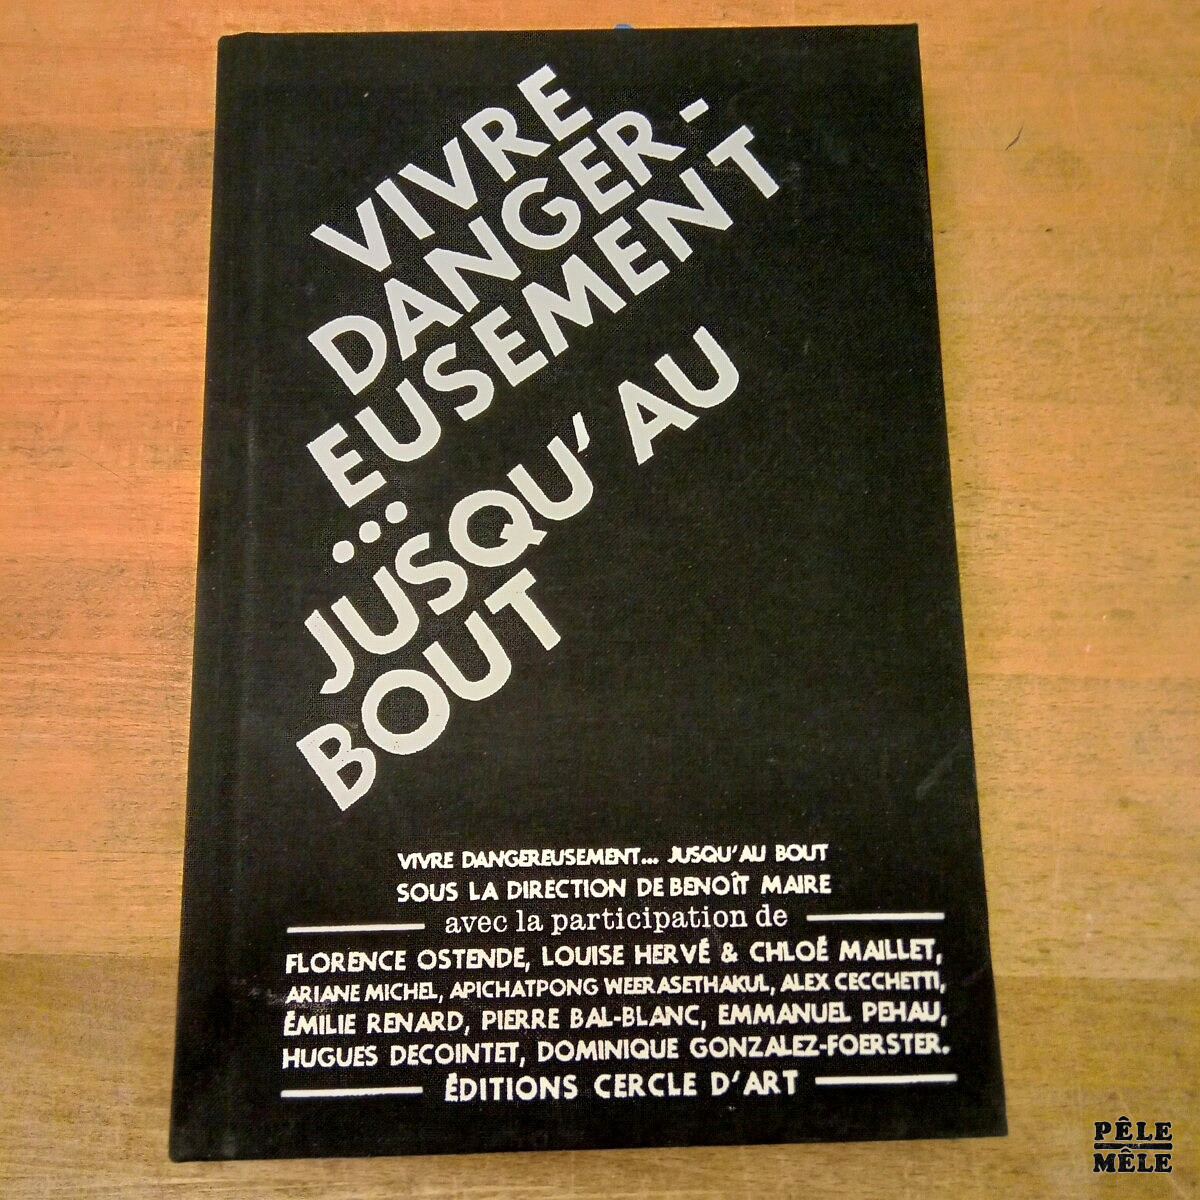 VIVRE
DANGER-
EUSEMENT
...
JUSQU'AU
BOUT
VIVRE DANGEREUSEMENT... JUSQU'AU BOUT
SOUS LA DIRECTION DE BENOÎT MAIRE
avec la participation de
FLORENCE OSTENDE, LOUISE HERVÉ & CHLOÉ MAILLET,
ARIANE MICHEL, APICHATPONG WEERASETHAKUL, ALEX CECCHETTI,
ÉMILIE RENARD, PIERRE BAL-BLANC, EMMANUEL PEHAU,
HUGUES DECOINTET, DOMINIQUE GONZALEZ-FOERSTER.
ÉDITIONS CERCLE D'ART
PÊLE
MÊLE